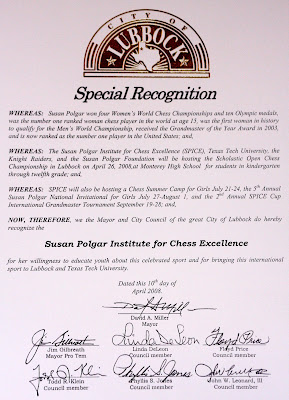 CITY OF
LUBBOCK
Special Recognition
WHEREAS: Susan Polgar won four Women's World Chess Championships and ten Olympic medals,
was the number one ranked woman chess player in the world at age 15, was the first woman in history
to qualify for the Men's World Championship, received the Grandmaster of the Year Award in 2003,
and is now ranked as the number one player in the United States; and,
WHEREAS: The Susan Polgar Institute for Chess Excellence (SPICE), Texas Tech University, the
Knight Raiders, and the Susan Polgar Foundation will be hosting the Scholastic Open Chess
Championship in Lubbock on April 26, 2008,at Monterey High School for students in kindergarten
through twelfth grade; and,
WHEREAS: SPICE will also be hosting a Chess Summer Camp for Girls July 21-24, the 5th Annual
Susan Polgar National Invitational for Girls July 27-August 1, and the 2nd Annual SPICE Cup
International Grandmaster Tournament September 19-28; and,
NOW, THEREFORE, we the Mayor and City Council of the great City of Lubbock do hereby
recognize the
Susan Polgar Institute for Chess Excellence
for her willingness to educate youth about this celebrated sport and for bringing this international
sport to Lubbock and Texas Tech University.
Dated this 10th day of
April 2008.
David A. Miller
Mayor
Jim Gilbreath Linda DeLeon Floyd Price
Jim Gilbreath Linda DeLeon Floyd Price
Mayor Pro Tem Council member Council member
Todd R. Klein Phyllis S. Jones
Todd R. Klein Phyllis S. Jones John W. Leonard, III
Council member Council member Council member